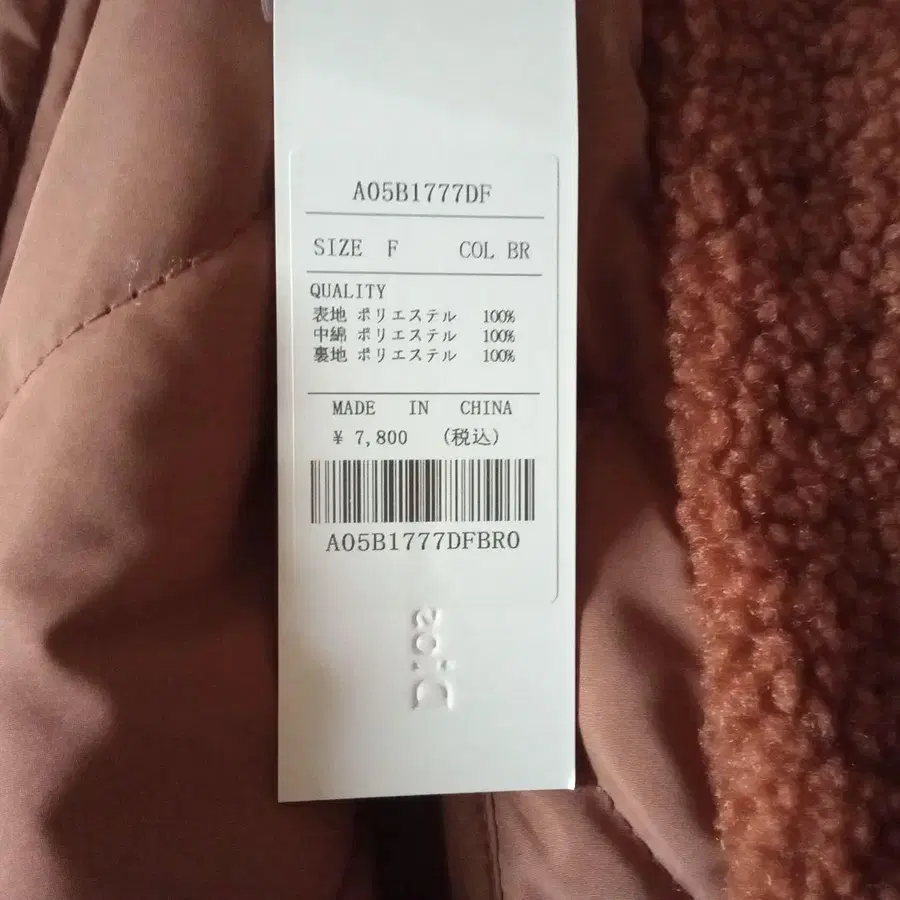 A05B1777DF
SIZE F COL BR
QUALITY
表地 ポリエステル 100%
中綿 ポリエステル 100%
裏地 ポリエステル 100%
MADE IN CHINA
¥ 7,800 (税込)
A05B1777DFBRO